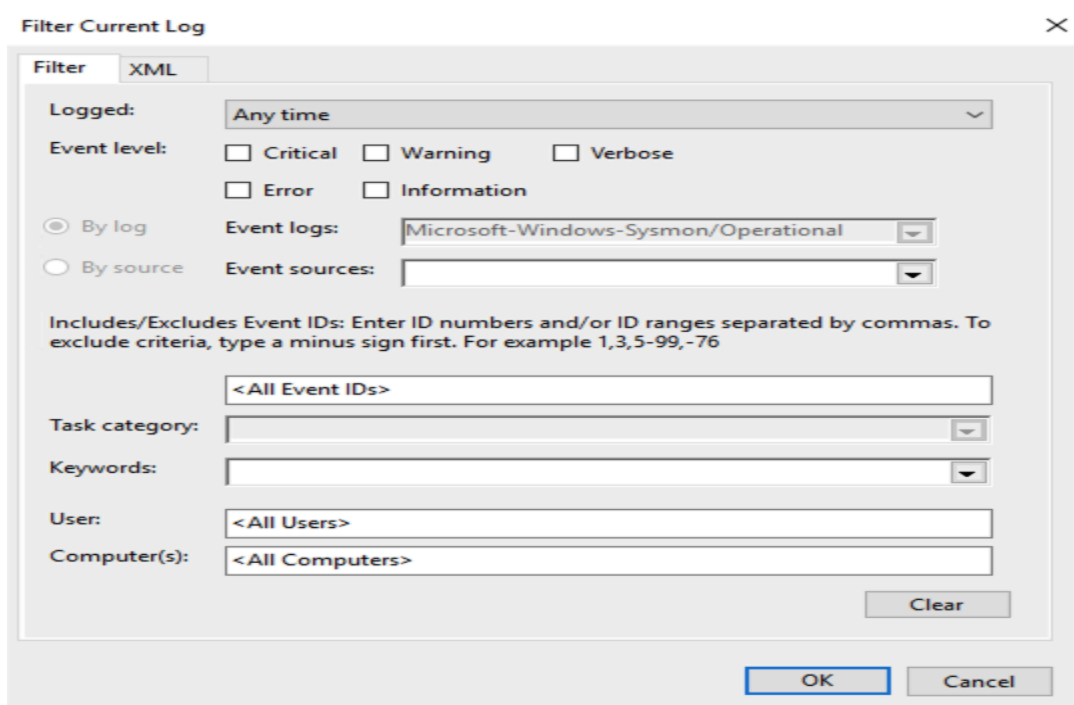 Filter Current Log
Filter XML
Logged: Any time
Event level: Critical Warning Verbose
Error Information
By log Event logs: Microsoft-Windows-Sysmon/Operational
By source Event sources:
Includes/Excludes Event IDs: Enter ID numbers and/or ID ranges separated by commas. To
exclude criteria, type a minus sign first. For example 1,3,5-99,-76
<All Event IDs>
Task category:
Keywords:
User: <All Users>
Computer(s): <All Computers>
Clear
OK Cancel